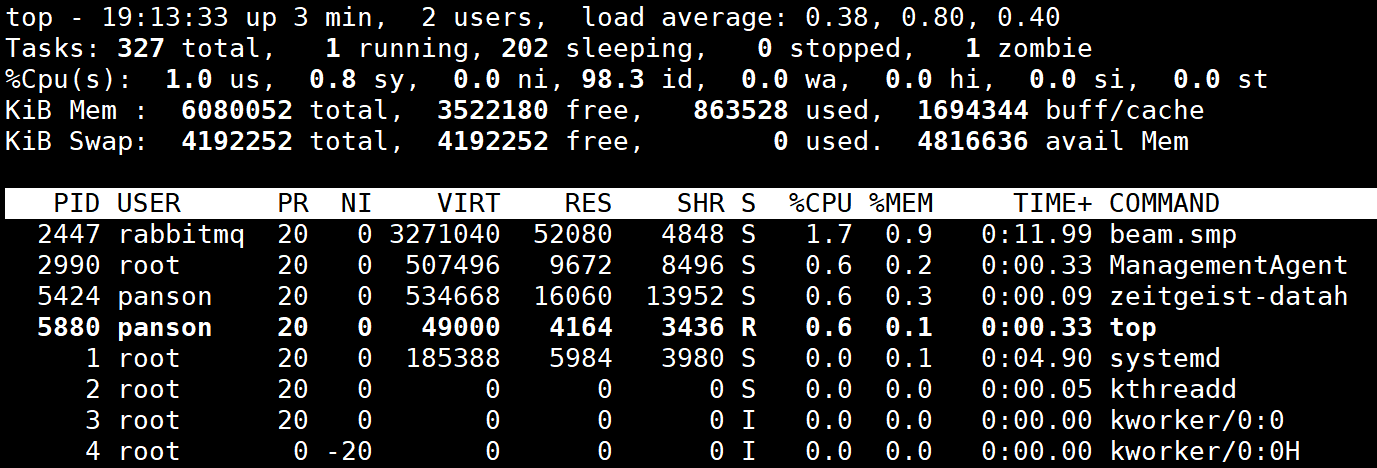 top - 19:13:33 up 3 min,  2 users,  load average: 0.38, 0.80, 0.40
Tasks: 327 total,   1 running, 202 sleeping,   0 stopped,   1 zombie
%Cpu(s):  1.0 us,  0.8 sy,  0.0 ni, 98.3 id,  0.0 wa,  0.0 hi,  0.0 si,  0.0 st
KiB Mem :  6080052 total,  3522180 free,   863528 used,  1694344 buff/cache
KiB Swap:  4192252 total,  4192252 free,        0 used.  4816636 avail Mem
PID USER      PR  NI    VIRT    RES    SHR S  %CPU %MEM     TIME+ COMMAND
2447 rabbitmq  20   0 3271040  52080   4848 S   1.7  0.9   0:11.99 beam.smp
2990 root      20   0  507496   9672   8496 S   0.6  0.2   0:00.33 ManagementAgent
5424 panson    20   0  534668  16060  13952 S   0.6  0.3   0:00.09 zeitgeist-datah
5880 panson    20   0   49000   4164   3436 R   0.6  0.1   0:00.33 top
1 root      20   0  185388   5984   3980 S   0.0  0.1   0:04.90 systemd
2 root      20   0       0      0      0 S   0.0  0.0   0:00.05 kthreadd
3 root      20   0       0      0      0 I   0.0  0.0   0:00.00 kworker/0:0
4 root       0 -20       0      0      0 I   0.0  0.0   0:00.00 kworker/0:0H